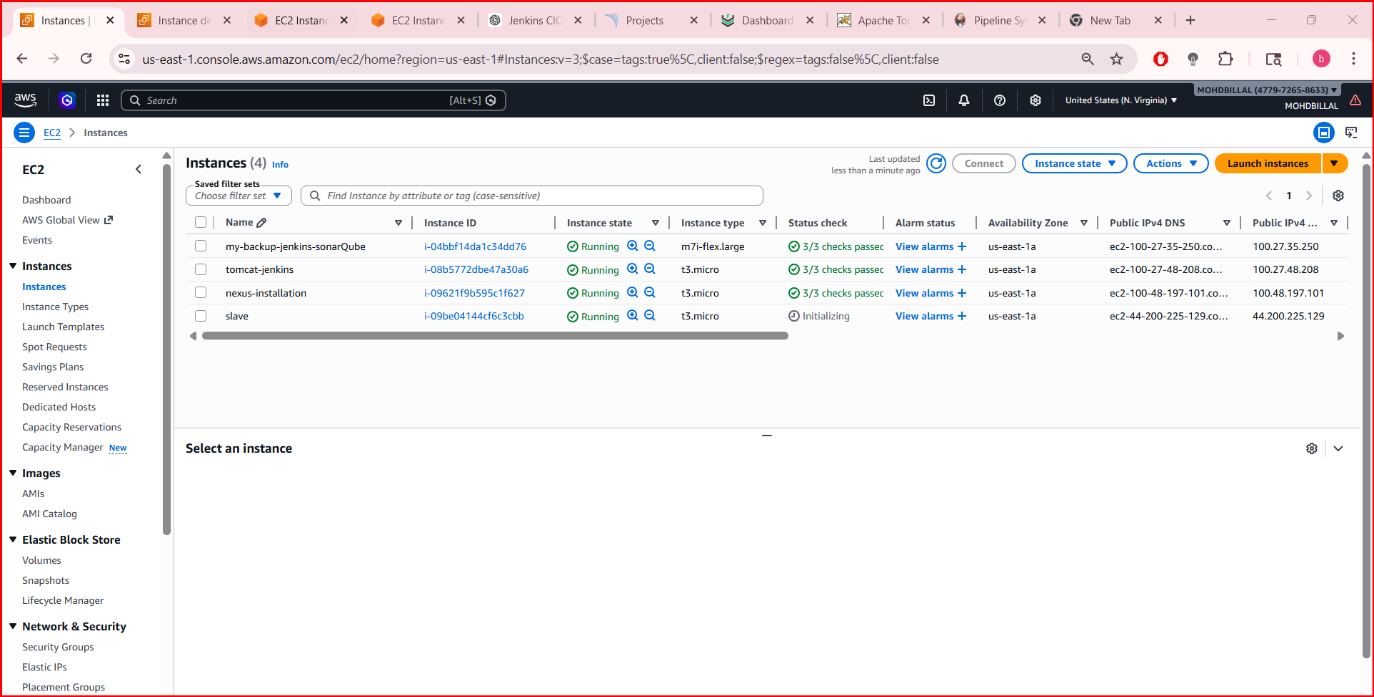 Instances |
Instance de
EC2 Instanc
EC2 Instanc
Jenkins CIC
Projects
Dashboard
Apache Tor
Pipeline Sy
New Tab
us-east-1.console.aws.amazon.com/ec2/home?region=us-east-1#Instances:v=3;$case=tags:true%5C,client:false;$regex=tags:false%5C,client:false
b
aws
Search
[Alt+S]
United States (N. Virginia)
MOHDBILLAL (4779-7265-8633)
MOHDBILLAL
EC2
Instances
EC2
Dashboard
AWS Global View
Events
Instances
Instances
Instance Types
Launch Templates
Spot Requests
Savings Plans
Reserved Instances
Dedicated Hosts
Capacity Reservations
Capacity Manager New
Images
AMIs
AMI Catalog
Elastic Block Store
Volumes
Snapshots
Lifecycle Manager
Network & Security
Security Groups
Elastic IPs
Placement Groups
Instances (4) Info
Last updated
less than a minute ago
Connect
Instance state
Actions
Launch instances
Saved filter sets
Choose filter set
Find Instance by attribute or tag (case-sensitive)
1
Name Instance ID Instance state Instance type Status check Alarm status Availability Zone Public IPv4 DNS Public IPv4 ...
my-backup-jenkins-sonarQube i-04bbf14da1c34dd76 Running m7i-flex.large 3/3 checks passec View alarms + us-east-1a ec2-100-27-35-250.co... 100.27.35.250
tomcat-jenkins i-08b5772dbe47a30a6 Running t3.micro 3/3 checks passec View alarms + us-east-1a ec2-100-27-48-208.co... 100.27.48.208
nexus-installation i-09621f9b595c1f627 Running t3.micro 3/3 checks passec View alarms + us-east-1a ec2-100-48-197-101.co... 100.48.197.101
slave i-09be04144cf6c3cbb Running t3.micro Initializing View alarms + us-east-1a ec2-44-200-225-129.co... 44.200.225.129
Select an instance